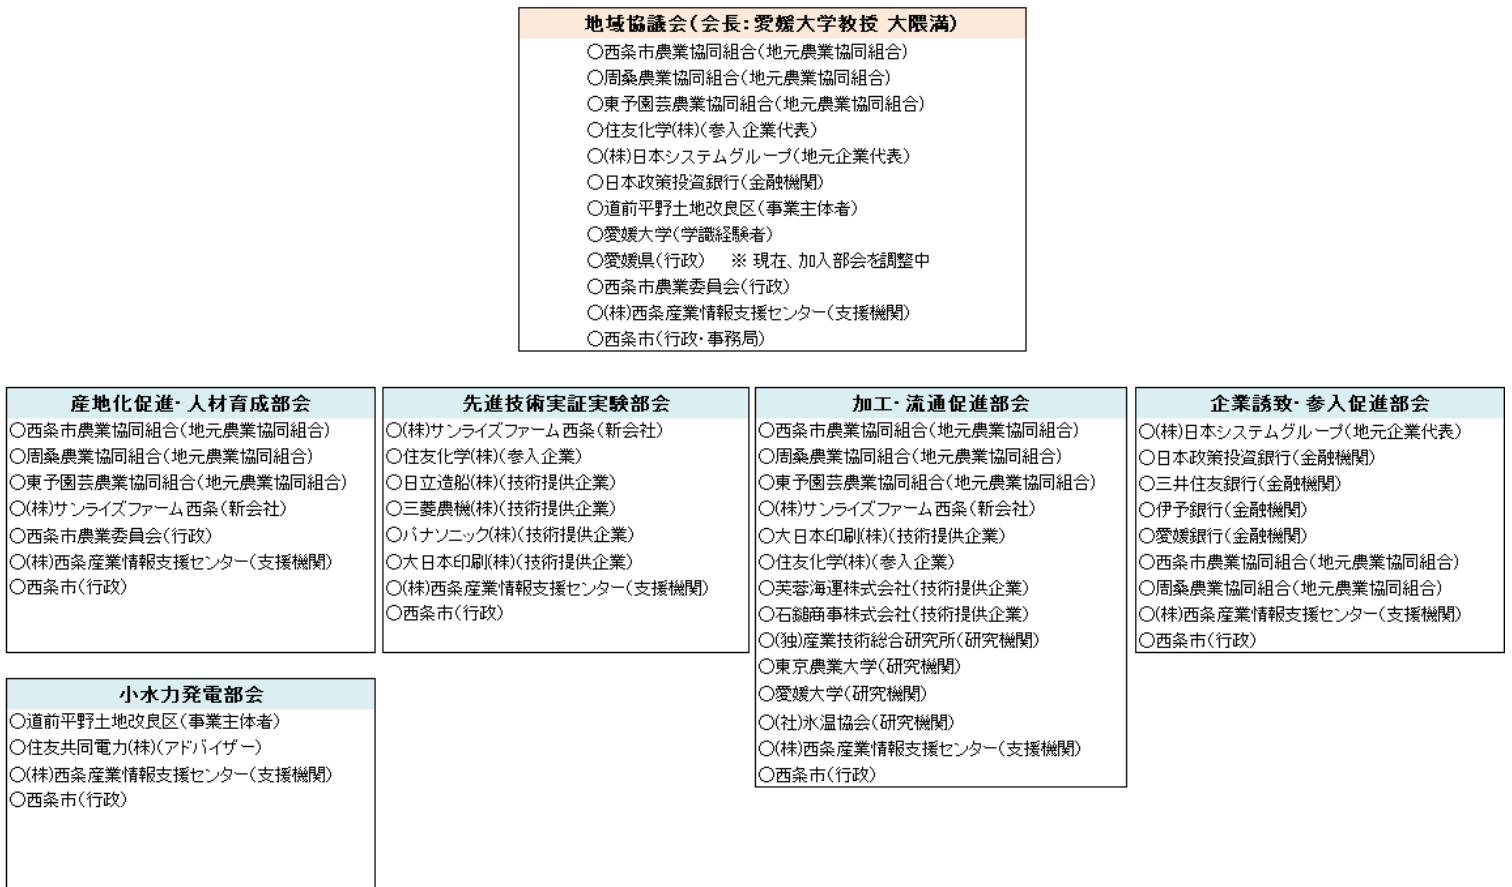 地域協議会(会長:愛媛大学教授 大隈満)
○西条市農業協同組合(地元農業協同組合)
○周桑農業協同組合(地元農業協同組合)
○東予園芸農業協同組合(地元農業協同組合)
○住友化学(株)(参入企業代表)
○(株)日本システムグループ(地元企業代表)
○日本政策投資銀行(金融機関)
○道前平野土地改良区(事業主体者)
○愛媛大学(学識経験者)
○愛媛県(行政) ※ 現在、加入部会を調整中
○西条市農業委員会(行政)
○(株)西条産業情報支援センター(支援機関)
○西条市(行政・事務局)
産地化促進・人材育成部会
○西条市農業協同組合(地元農業協同組合)
○周桑農業協同組合(地元農業協同組合)
○東予園芸農業協同組合(地元農業協同組合)
○(株)サンライズファーム西条(新会社)
○西条市農業委員会(行政)
○(株)西条産業情報支援センター(支援機関)
○西条市(行政)
先進技術実証実験部会
○(株)サンライズファーム西条(新会社)
○住友化学(株)(参入企業)
○日立造船(株)(技術提供企業)
○三菱農機(株)(技術提供企業)
○パナソニック(株)(技術提供企業)
○大日本印刷(株)(技術提供企業)
○(株)西条産業情報支援センター(支援機関)
○西条市(行政)
加工・流通促進部会
○西条市農業協同組合(地元農業協同組合)
○周桑農業協同組合(地元農業協同組合)
○東予園芸農業協同組合(地元農業協同組合)
○(株)サンライズファーム西条(新会社)
○大日本印刷(株)(技術提供企業)
○住友化学(株)(参入企業)
○芙蓉海運株式会社(技術提供企業)
○石鎚商事株式会社(技術提供企業)
○(独)産業技術総合研究所(研究機関)
○東京農業大学(研究機関)
○愛媛大学(研究機関)
○(社)氷温協会(研究機関)
○(株)西条産業情報支援センター(支援機関)
○西条市(行政)
企業誘致・参入促進部会
○(株)日本システムグループ(地元企業代表)
○日本政策投資銀行(金融機関)
○三井住友銀行(金融機関)
○伊予銀行(金融機関)
○愛媛銀行(金融機関)
○西条市農業協同組合(地元農業協同組合)
○周桑農業協同組合(地元農業協同組合)
○(株)西条産業情報支援センター(支援機関)
○西条市(行政)
小水力発電部会
○道前平野土地改良区(事業主体者)
○住友共同電力(株)(アドバイザー)
○(株)西条産業情報支援センター(支援機関)
○西条市(行政)